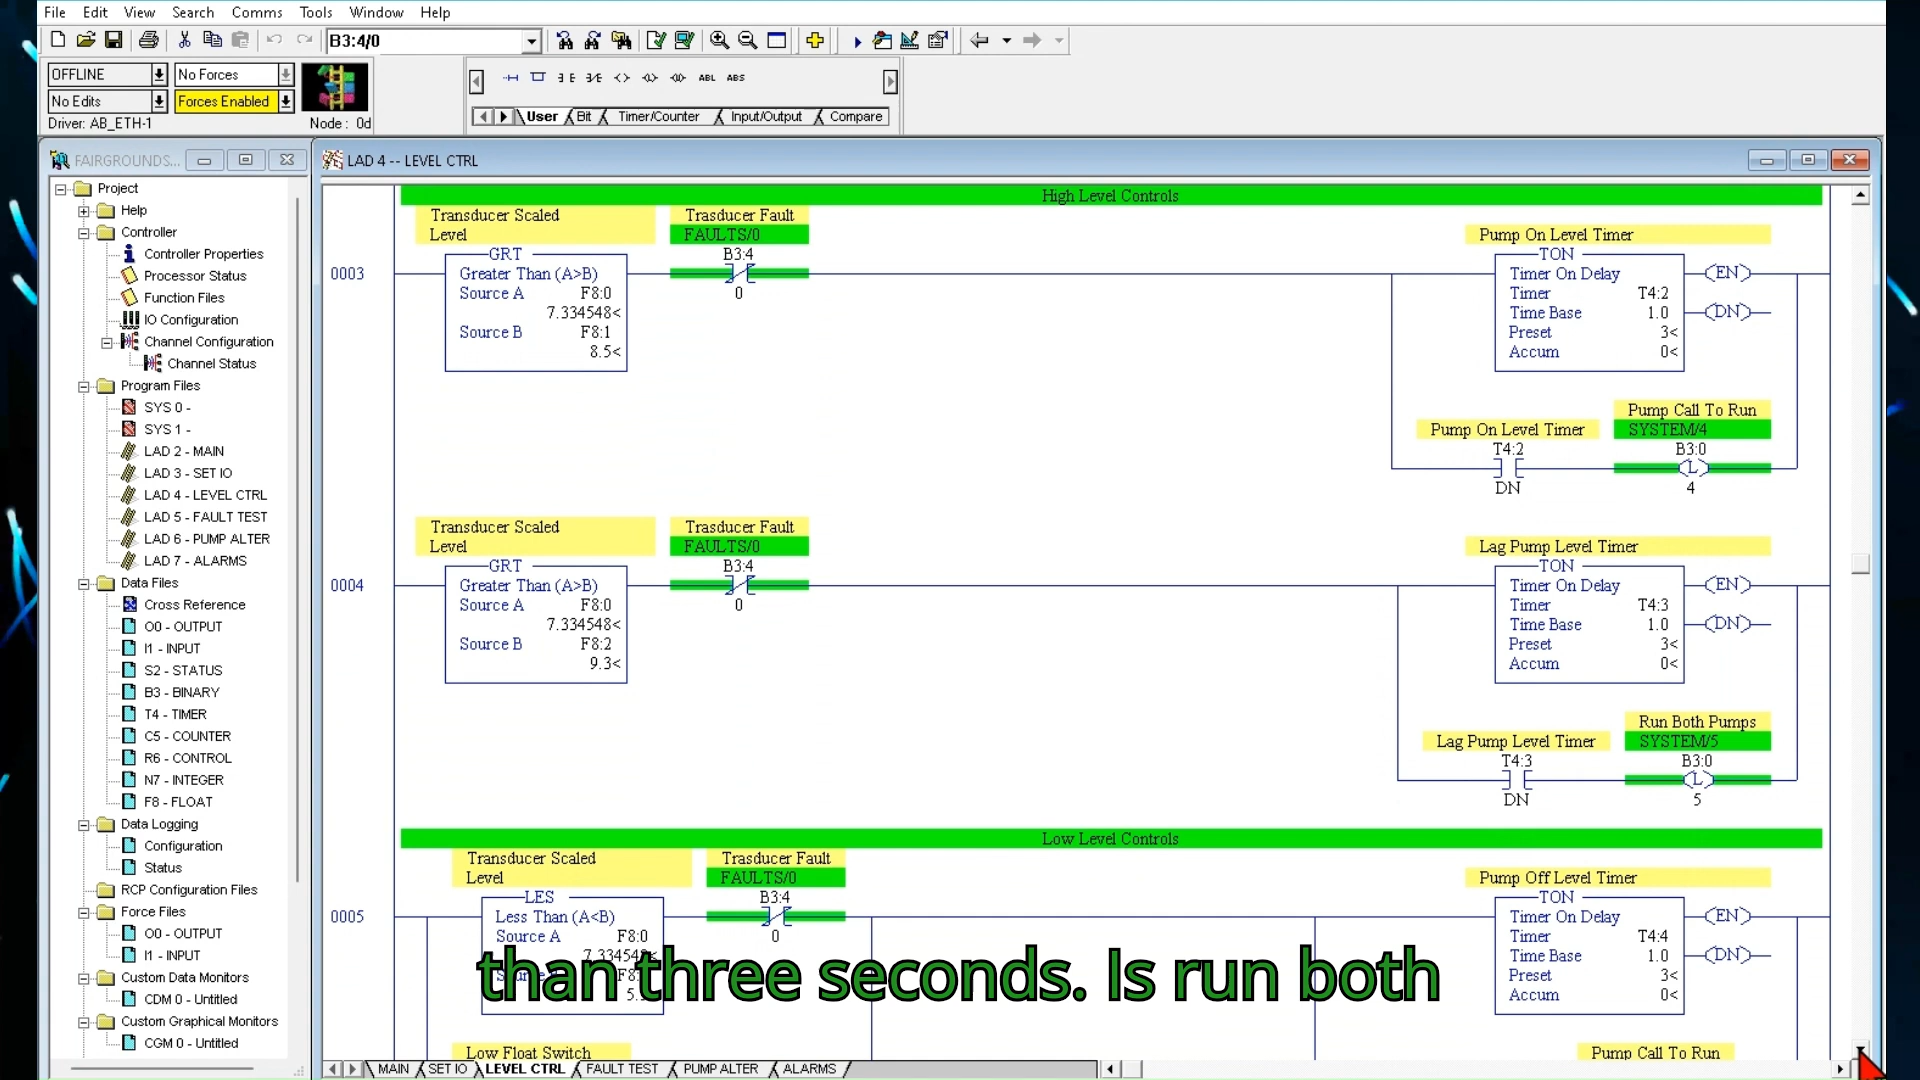 File Edit View Search Comms Tools Window Help
B3:4/0
OFFLINE No Forces
No Edits Forces Enabled
Driver: AB_ETH-1 Node : 0d
ABL ABS
User Bit Timer/Counter Input/Output Compare
FAIRGROUNDS...
Project
Help
Controller
Controller Properties
Processor Status
Function Files
IO Configuration
Channel Configuration
Channel Status
Program Files
SYS 0 -
SYS 1 -
LAD 2 - MAIN
LAD 3 - SET IO
LAD 4 - LEVEL CTRL
LAD 5 - FAULT TEST
LAD 6 - PUMP ALTER
LAD 7 - ALARMS
Data Files
Cross Reference
O0 - OUTPUT
I1 - INPUT
S2 - STATUS
B3 - BINARY
T4 - TIMER
C5 - COUNTER
R6 - CONTROL
N7 - INTEGER
F8 - FLOAT
Data Logging
Configuration
Status
RCP Configuration Files
Force Files
O0 - OUTPUT
I1 - INPUT
Custom Data Monitors
CDM 0 - Untitled
Custom Graphical Monitors
CGM 0 - Untitled
LAD 4 -- LEVEL CTRL
High Level Controls
Transducer Scaled
Level
Trasducer Fault
FAULTS/0
B3:4
0
0003
GRT
Greater Than (A>B)
Source A F8:0
7.334548<
Source B F8:1
8.5<
Pump On Level Timer
TON
Timer On Delay
Timer T4:2
Time Base 1.0
Preset 3<
Accum 0<
EN
DN
Pump On Level Timer
T4:2
DN
Pump Call To Run
SYSTEM/4
B3:0
L
4
Transducer Scaled
Level
Trasducer Fault
FAULTS/0
B3:4
0
0004
GRT
Greater Than (A>B)
Source A F8:0
7.334548<
Source B F8:2
9.3<
Lag Pump Level Timer
TON
Timer On Delay
Timer T4:3
Time Base 1.0
Preset 3<
Accum 0<
EN
DN
Lag Pump Level Timer
T4:3
DN
Run Both Pumps
SYSTEM/5
B3:0
L
5
Low Level Controls
Transducer Scaled
Level
Trasducer Fault
FAULTS/0
B3:4
0
0005
LES
Less Than (A<B)
Source A F8:0
7.334548<
Pump Off Level Timer
TON
Timer On Delay
Timer T4:4
Time Base 1.0
Preset 3<
Accum 0<
EN
DN
than three seconds. Is run both
Low Float Switch
Pump Call To Run
MAIN SET IO LEVEL CTRL FAULT TEST PUMP ALTER ALARMS